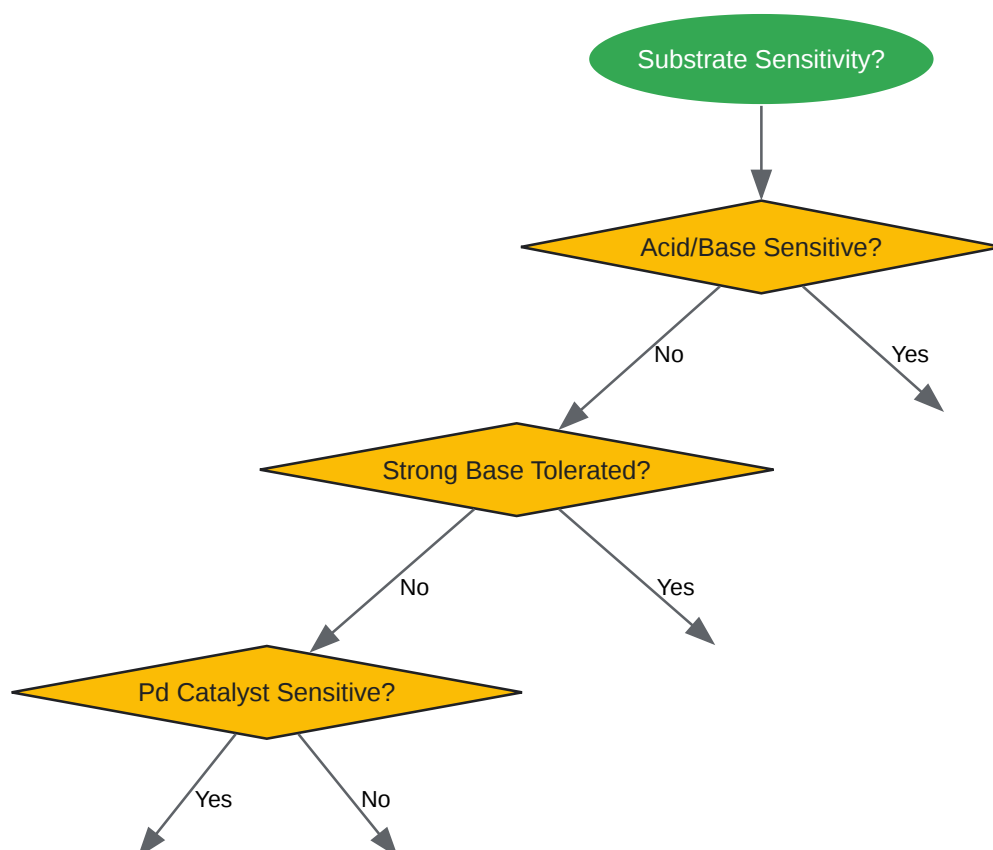 Substrate Sensitivity?
Acid/Base Sensitive?
No
Yes
Strong Base Tolerated?
No
Yes
Pd Catalyst Sensitive?
Yes
No